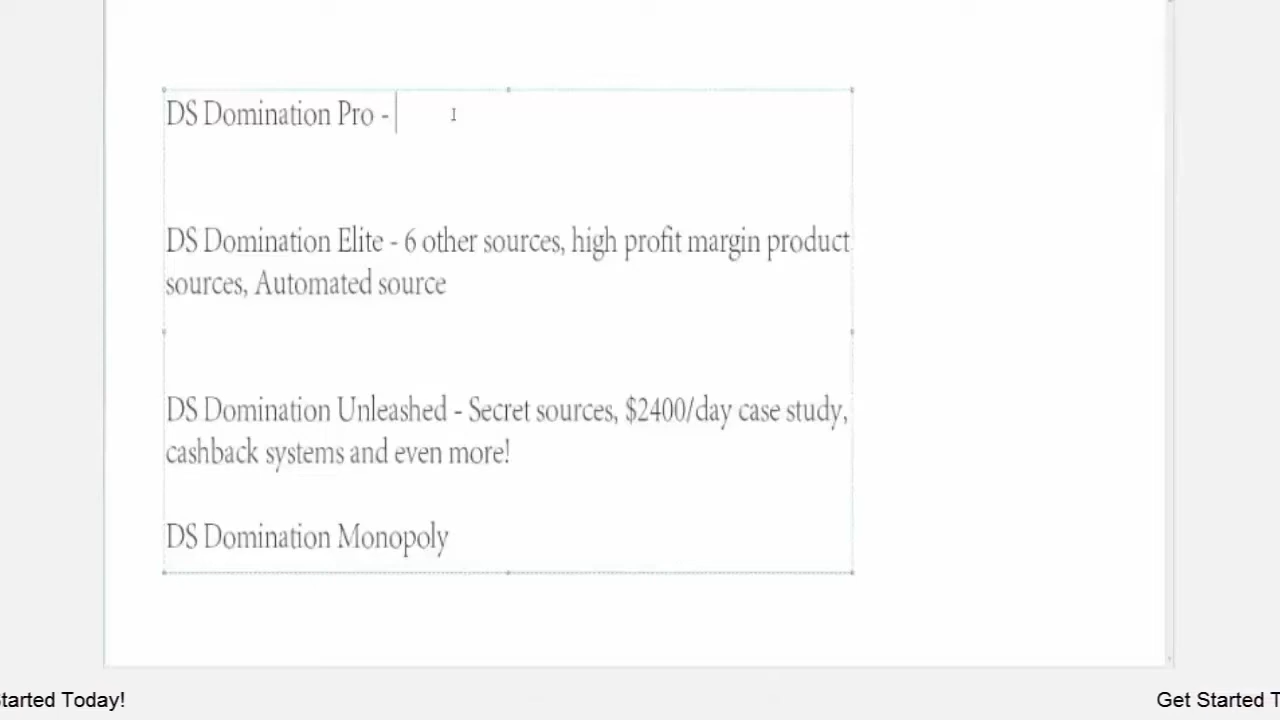 DS Domination Pro -
DS Domination Elite - 6 other sources, high profit margin product
sources, Automated source
DS Domination Unleashed - Secret sources, $2400/day case study,
cashback systems and even more!
DS Domination Monopoly
tarted Today!
Get Started T